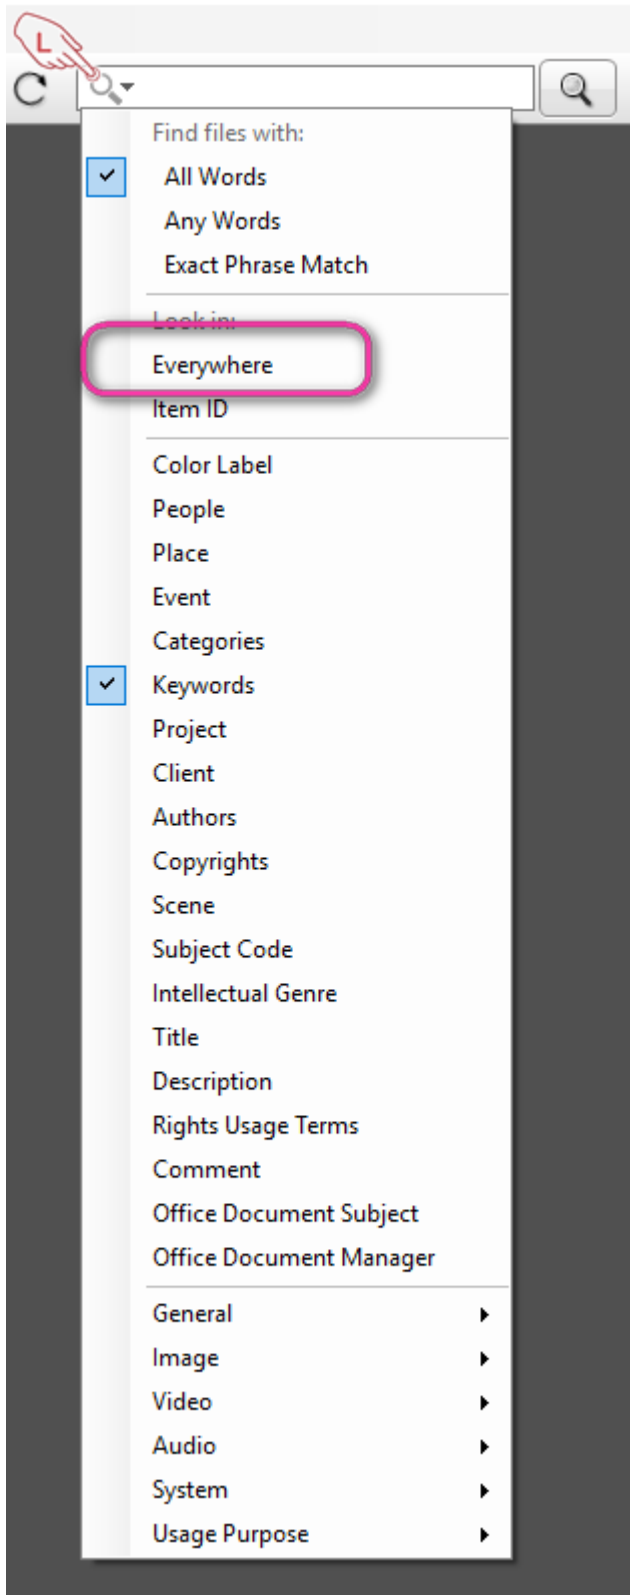 L
Find files with:
All Words
Any Words
Exact Phrase Match
Look in:
Everywhere
Item ID
Color Label
People
Place
Event
Categories
Keywords
Project
Client
Authors
Copyrights
Scene
Subject Code
Intellectual Genre
Title
Description
Rights Usage Terms
Comment
Office Document Subject
Office Document Manager
General
Image
Video
Audio
System
Usage Purpose